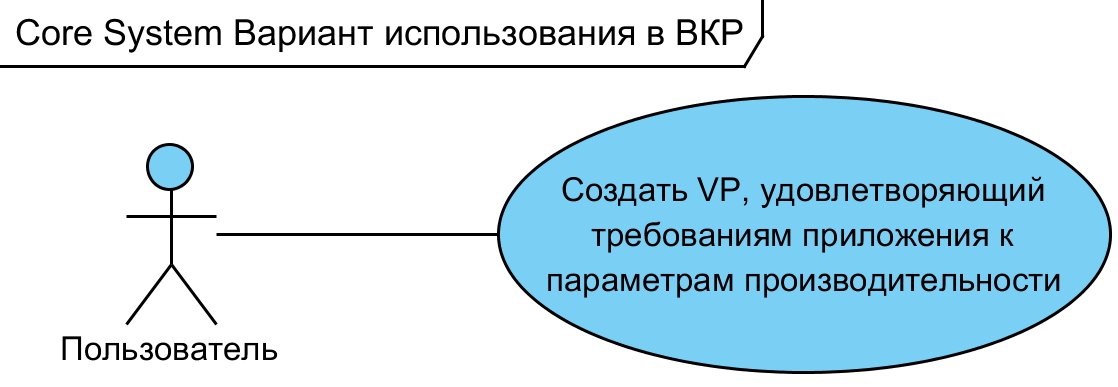 Core System Вариант использования в ВКР
Создать VP, удовлетворяющий
требованиям приложения к
параметрам производительности
Пользователь